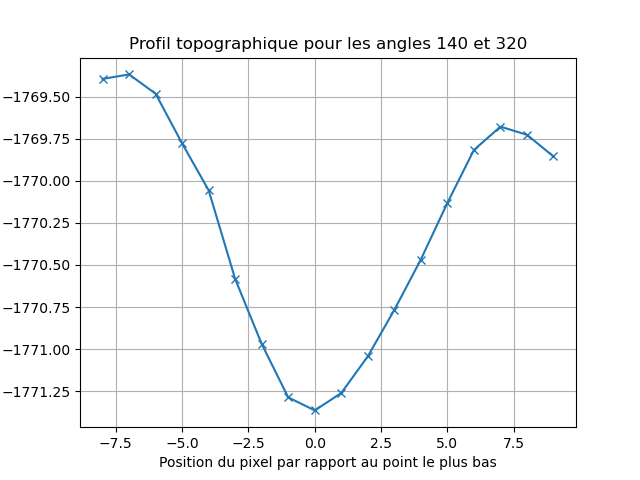 Profil topographique pour les angles 140 et 320
−1769.50
−1769.75
−1770.00
−1770.25
−1770.50
−1770.75
−1771.00
−1771.25
−7.5 −5.0 −2.5 0.0 2.5 5.0 7.5
Position du pixel par rapport au point le plus bas